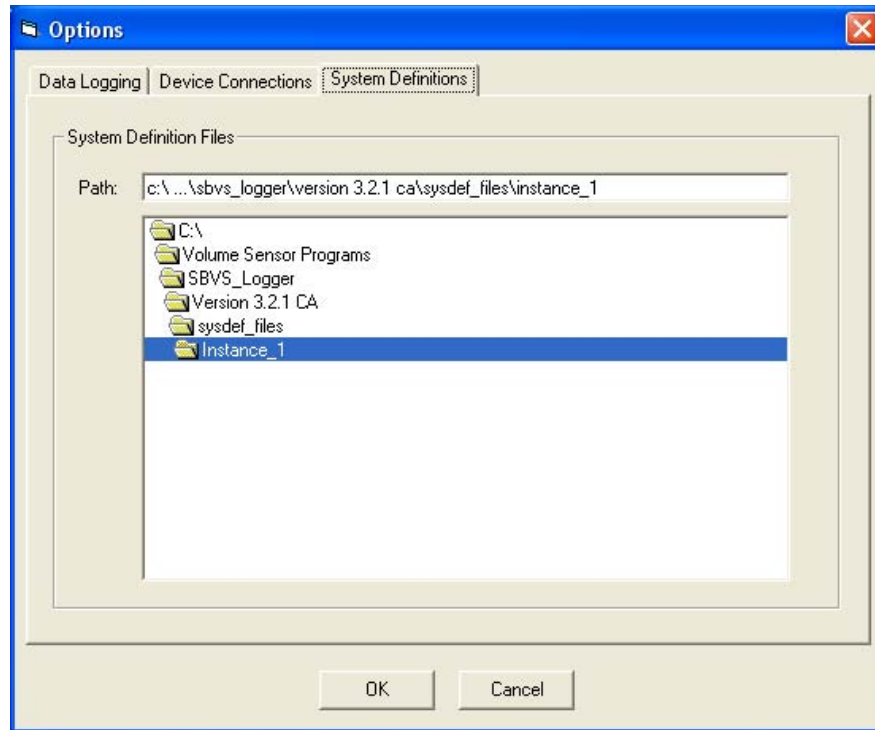 Options
Data Logging Device Connections System Definitions
System Definition Files
Path: c:\ ...\sbvs_logger\version 3.2.1 ca\sysdef_files\instance_1
C:\
Volume Sensor Programs
SBVS_Logger
Version 3.2.1 CA
sysdef_files
Instance_1
OK Cancel